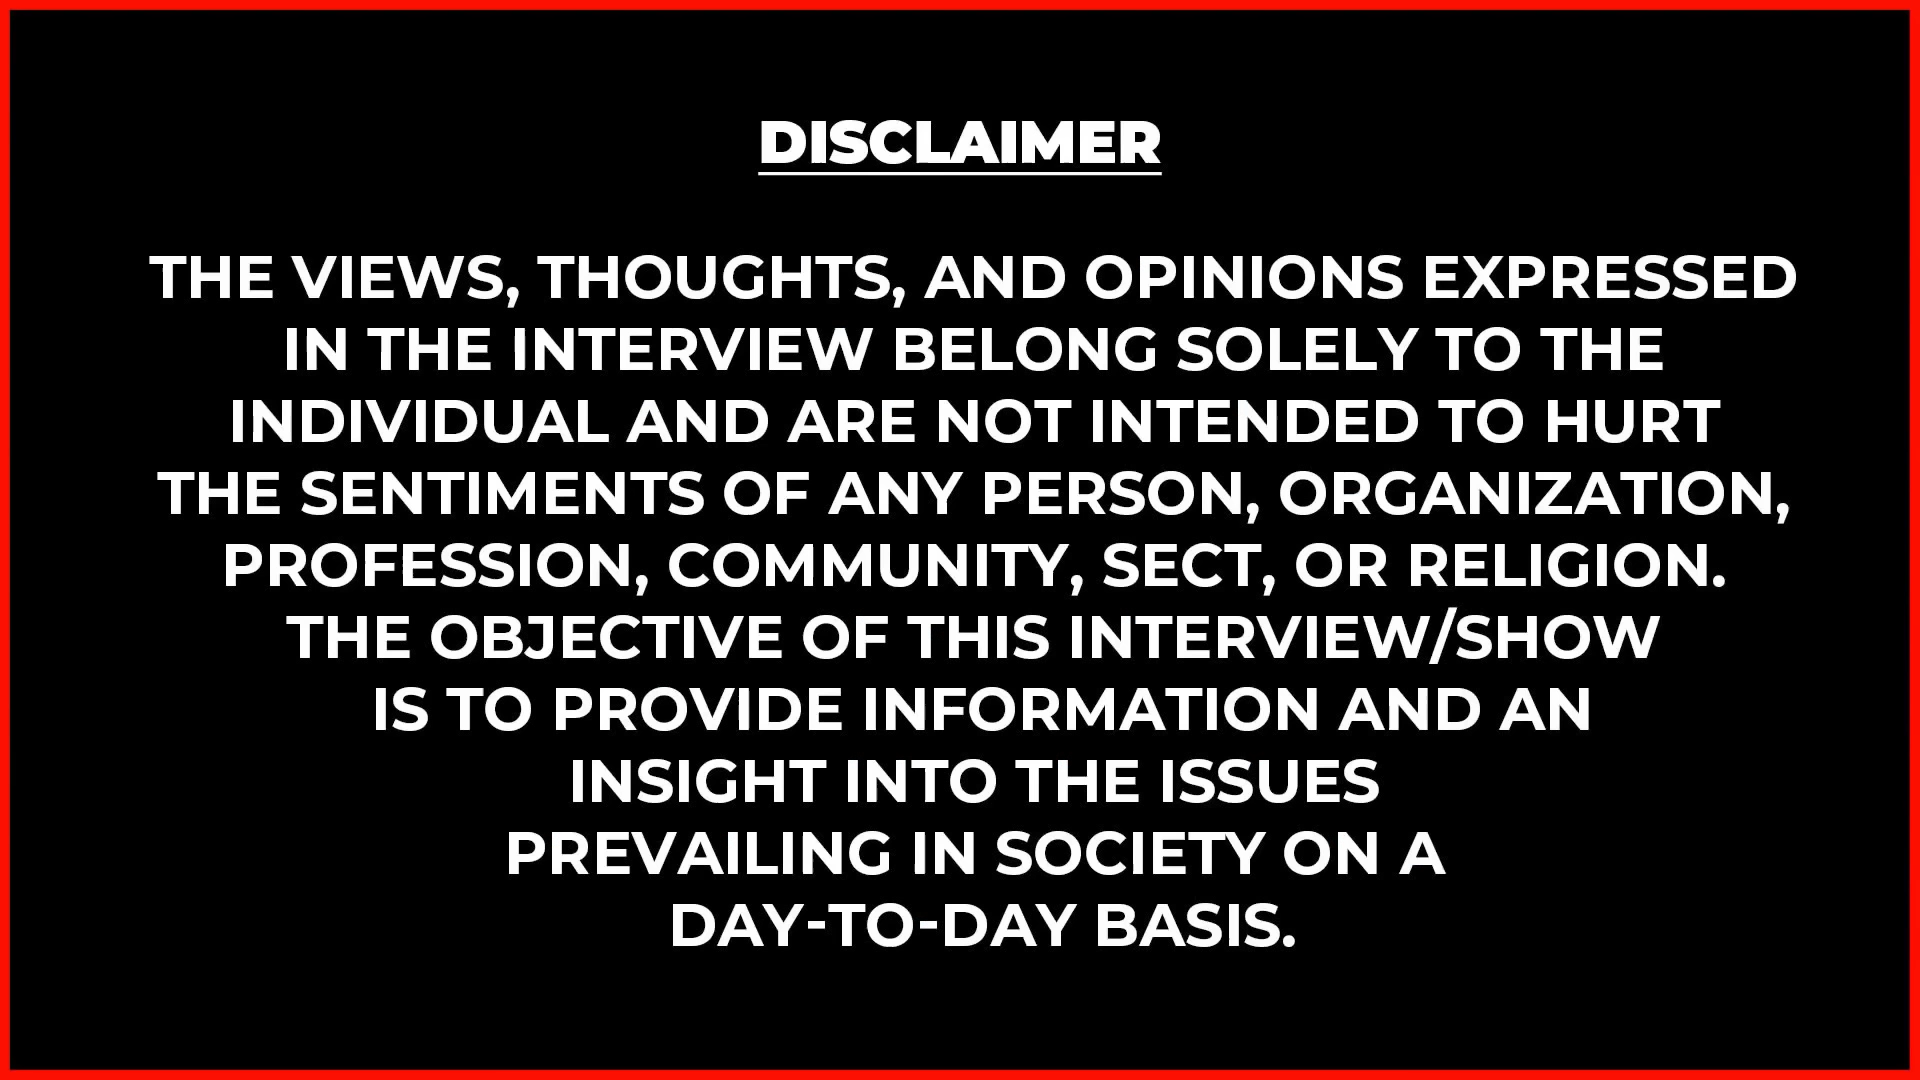 DISCLAIMER
THE VIEWS, THOUGHTS, AND OPINIONS EXPRESSED
IN THE INTERVIEW BELONG SOLELY TO THE
INDIVIDUAL AND ARE NOT INTENDED TO HURT
THE SENTIMENTS OF ANY PERSON, ORGANIZATION,
PROFESSION, COMMUNITY, SECT, OR RELIGION.
THE OBJECTIVE OF THIS INTERVIEW/SHOW
IS TO PROVIDE INFORMATION AND AN
INSIGHT INTO THE ISSUES
PREVAILING IN SOCIETY ON A
DAY-TO-DAY BASIS.